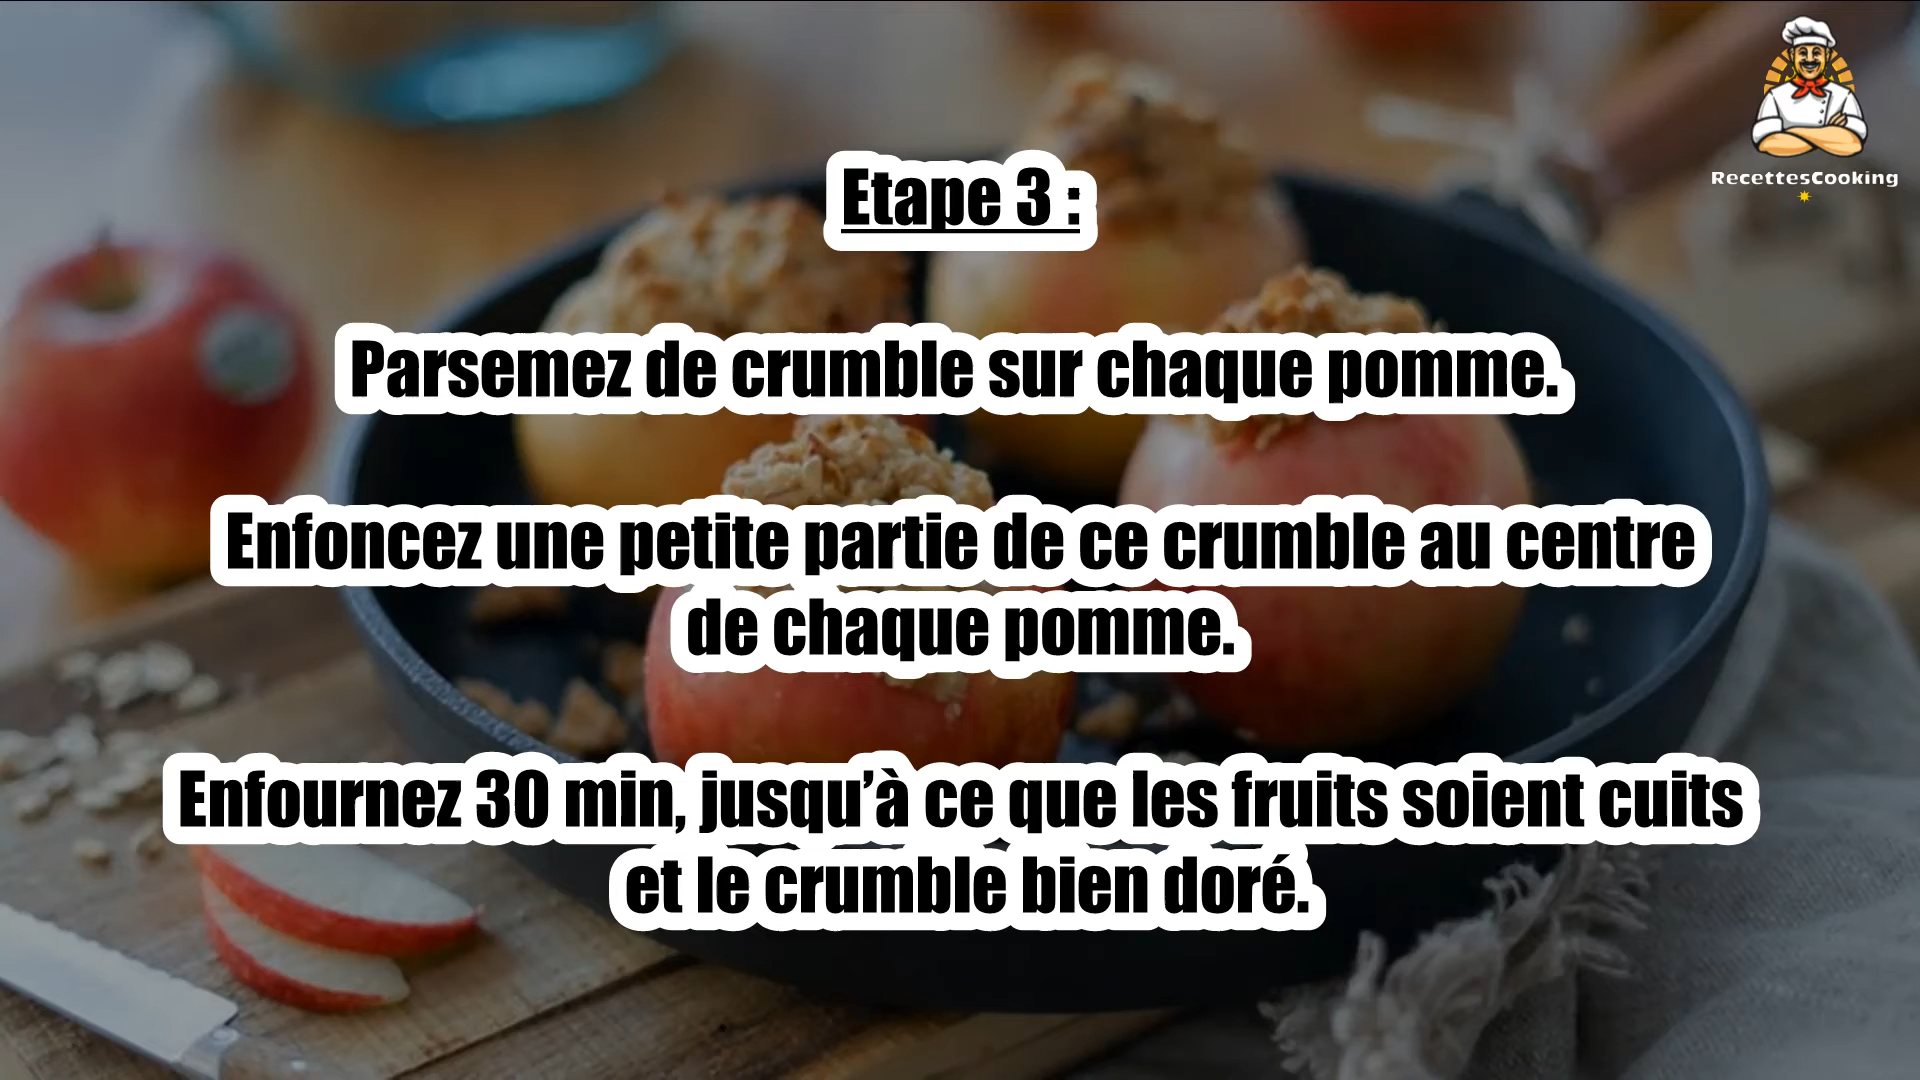 RecettesCooking
Etape 3 :
Parsemez de crumble sur chaque pomme.
Enfoncez une petite partie de ce crumble au centre
de chaque pomme.
Enfournez 30 min, jusqu’à ce que les fruits soient cuits
et le crumble bien doré.